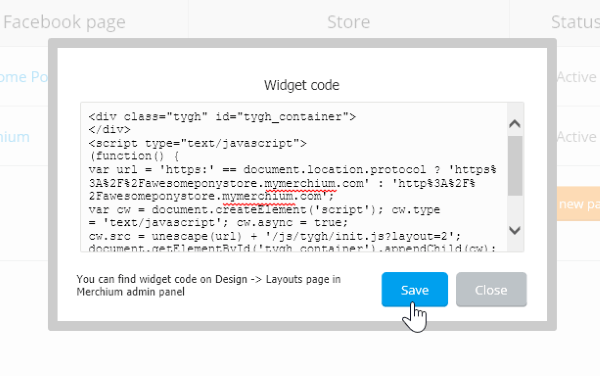 Facebook page Store Status
Widget code
ome Po Active
<div class="tygh" id="tygh_container">
</div>
nium Active
<script type="text/javascript">
(function() {
var url = 'https:' == document.location.protocol ? 'https%
3A%2F%2Fawesomeponystore.mymerchium.com' : 'http%3A%2F%
2Fawesomeponystore.mymerchium.com';
new pa
var cw = document.createElement('script'); cw.type
= 'text/javascript'; cw.async = true;
cw.src = unescape(url) + '/js/tygh/init.js?layout=2';
document.getElementById('tygh_container').appendChild(cw);
You can find widget code on Design -> Layouts page in
Merchium admin panel
Save Close